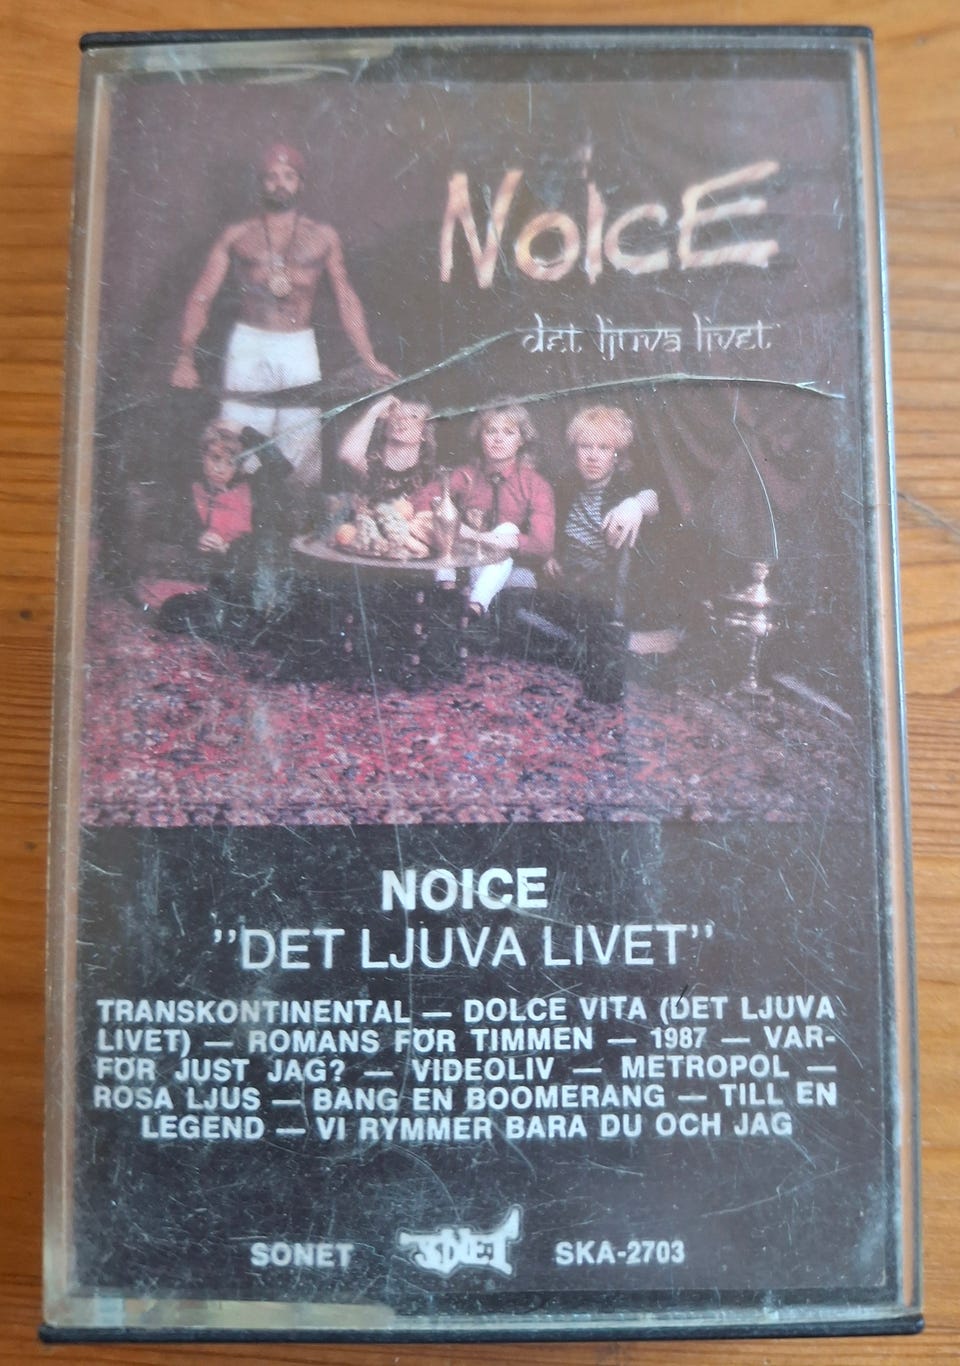 NOICE
det ljuva livet
NOICE
"DET LJUVA LIVET"
TRANSKONTINENTAL — DOLCE VITA (DET LJUVA
LIVET) — ROMANS FÖR TIMMEN — 1987 — VAR-
FÖR JUST JAG? — VIDEOLIV — METROPOL —
ROSA LJUS — BANG EN BOOMERANG — TILL EN
LEGEND — VI RYMMER BARA DU OCH JAG
SONET SONET SKA-2703